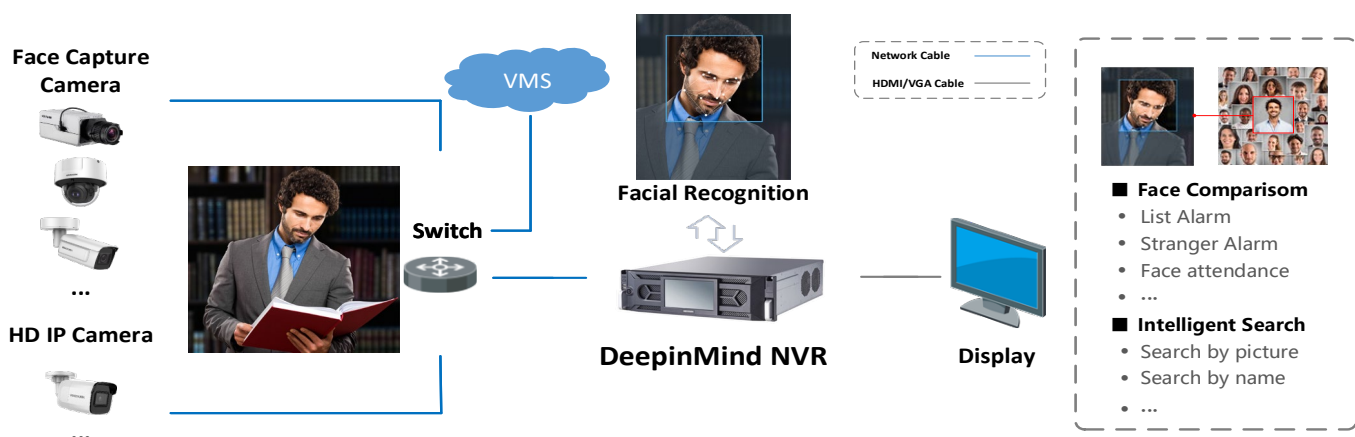 Face Capture
Camera
...
HD IP Camera
...
VMS
Switch
Facial Recognition
DeepinMind NVR
Display
Network Cable
HDMI/VGA Cable
■ Face Comparisom
• List Alarm
• Stranger Alarm
• Face attendance
• ...
■ Intelligent Search
• Search by picture
• Search by name
• ...